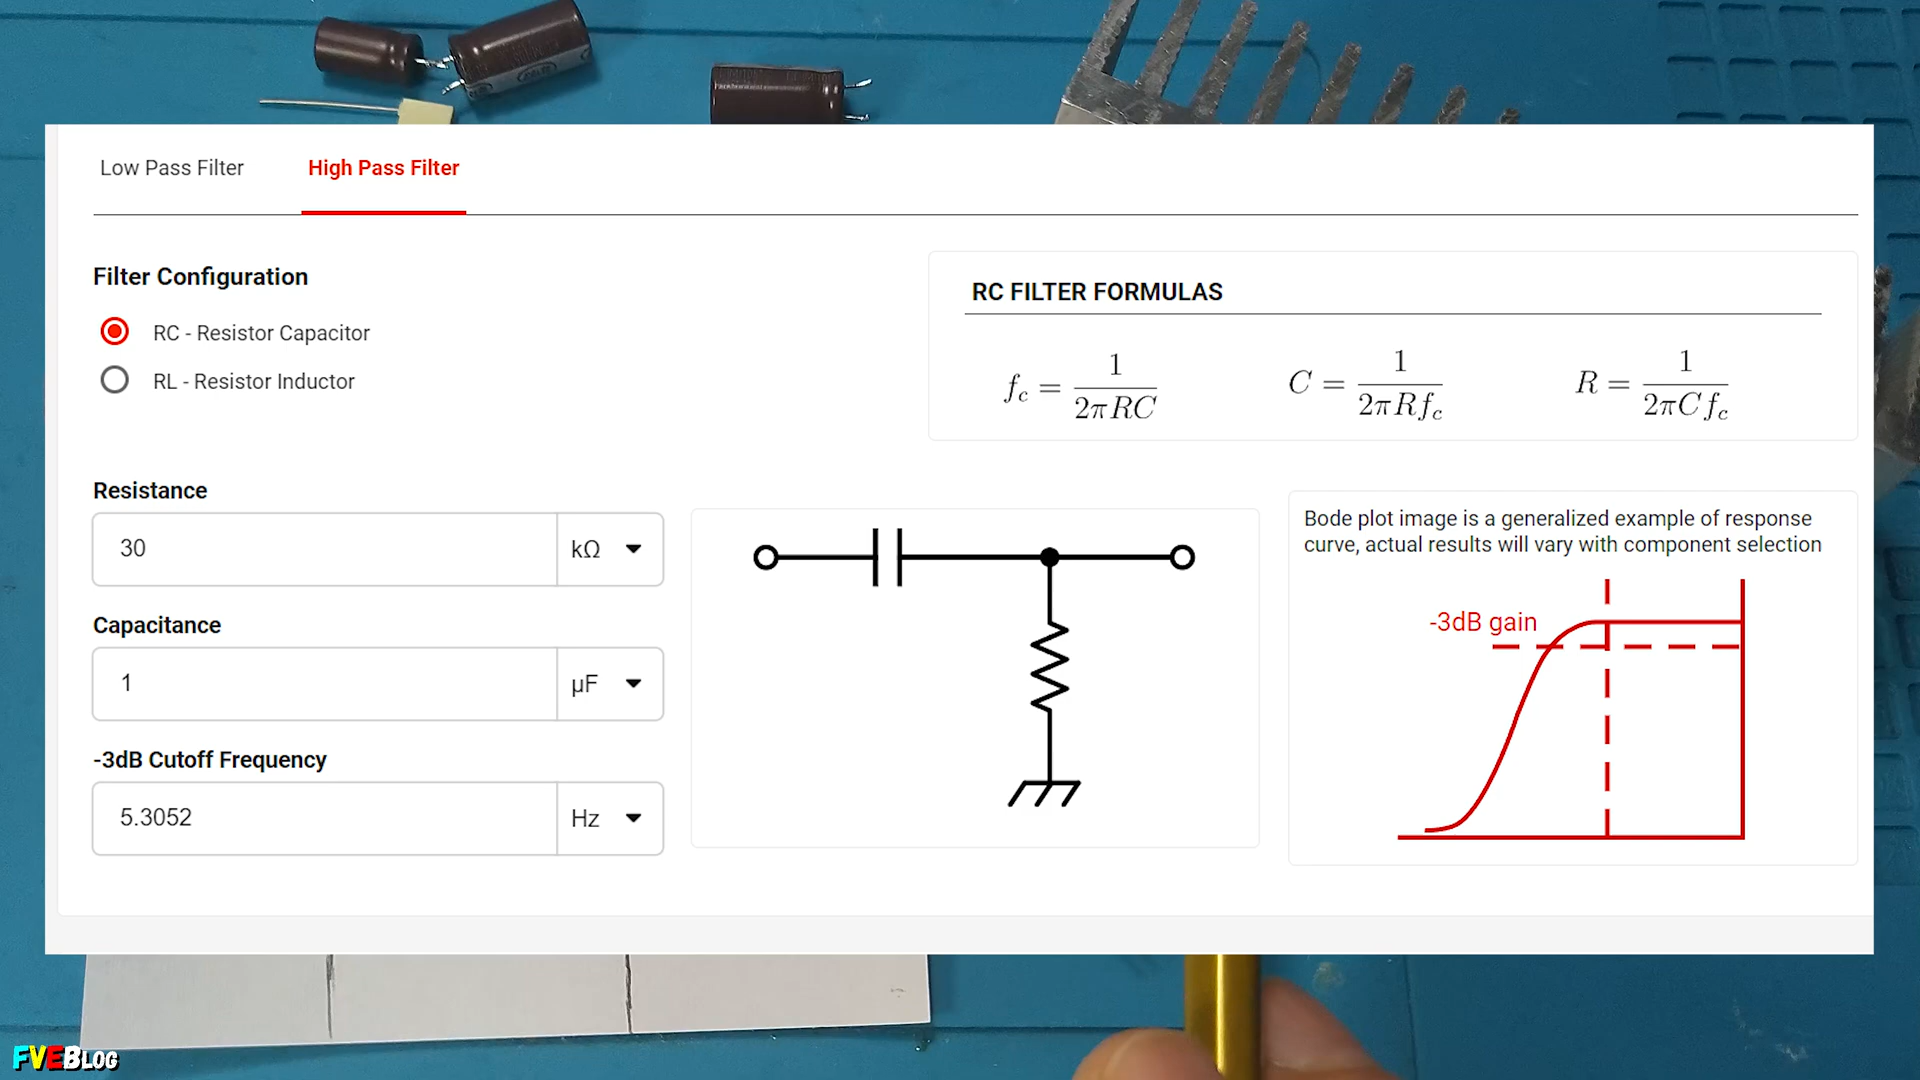 Low Pass Filter
High Pass Filter
Filter Configuration
RC - Resistor Capacitor
RL - Resistor Inductor
RC FILTER FORMULAS
f_c = 1 / 2πRC
C = 1 / 2πRf_c
R = 1 / 2πCf_c
Resistance
30 kΩ
Capacitance
1 µF
-3dB Cutoff Frequency
5.3052 Hz
Bode plot image is a generalized example of response
curve, actual results will vary with component selection
-3dB gain
FVEBLOG